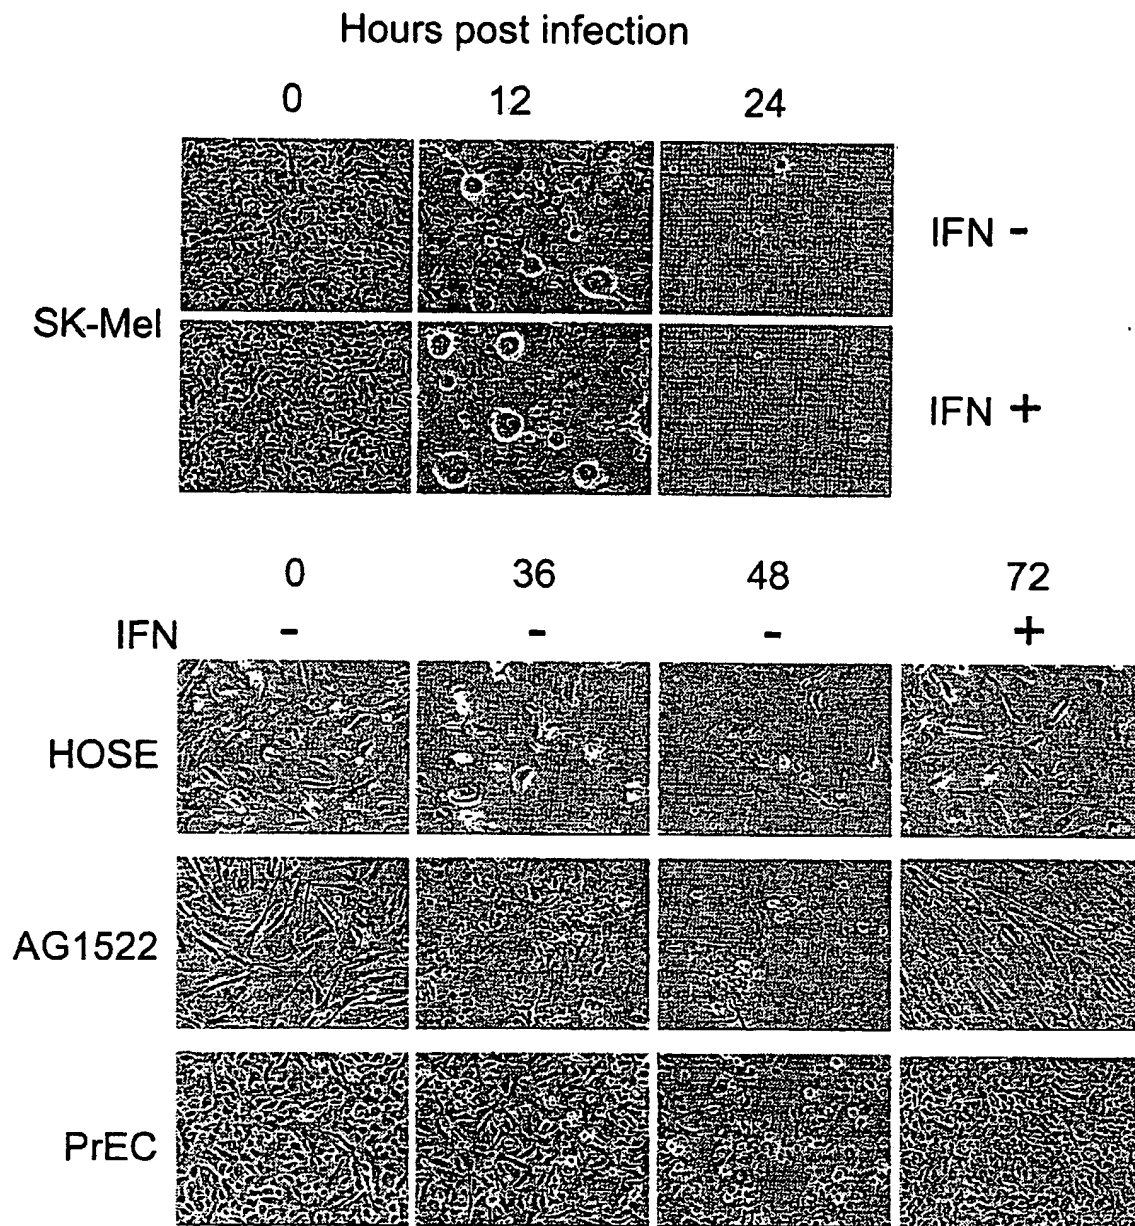 Hours post infection
0 12 24
IFN -
SK-Mel
IFN +
0 36 48 72
IFN - - - +
HOSE
AG1522
PrEC